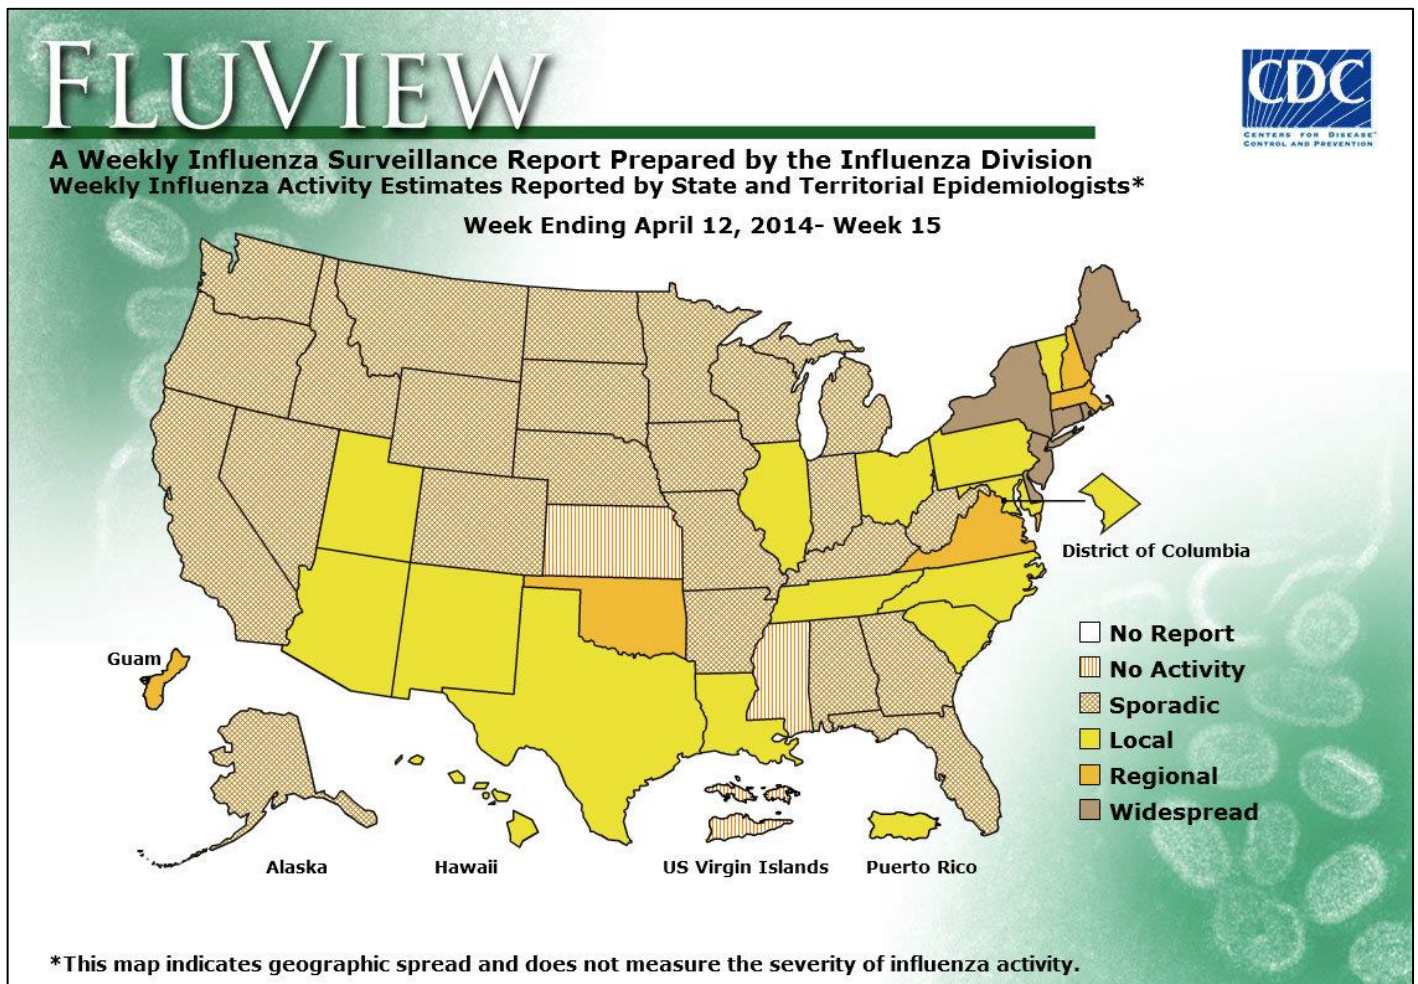 FLUVIEW
CDC
CENTERS FOR DISEASE™
CONTROL AND PREVENTION
A Weekly Influenza Surveillance Report Prepared by the Influenza Division
Weekly Influenza Activity Estimates Reported by State and Territorial Epidemiologists*
Week Ending April 12, 2014- Week 15
District of Columbia
Guam
No Report
No Activity
Sporadic
Local
Regional
Widespread
Alaska
Hawaii
US Virgin Islands
Puerto Rico
*This map indicates geographic spread and does not measure the severity of influenza activity.